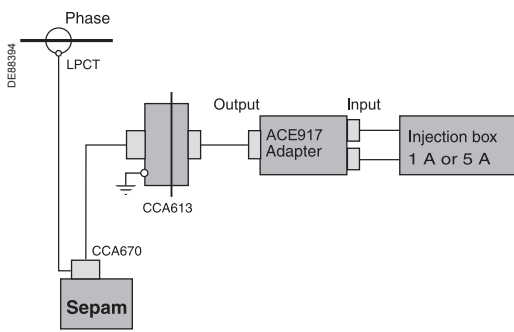 Phase
DE88394
LPCT
Output
Input
ACE917
Adapter
Injection box
1 A or 5 A
CCA613
CCA670
Sepam